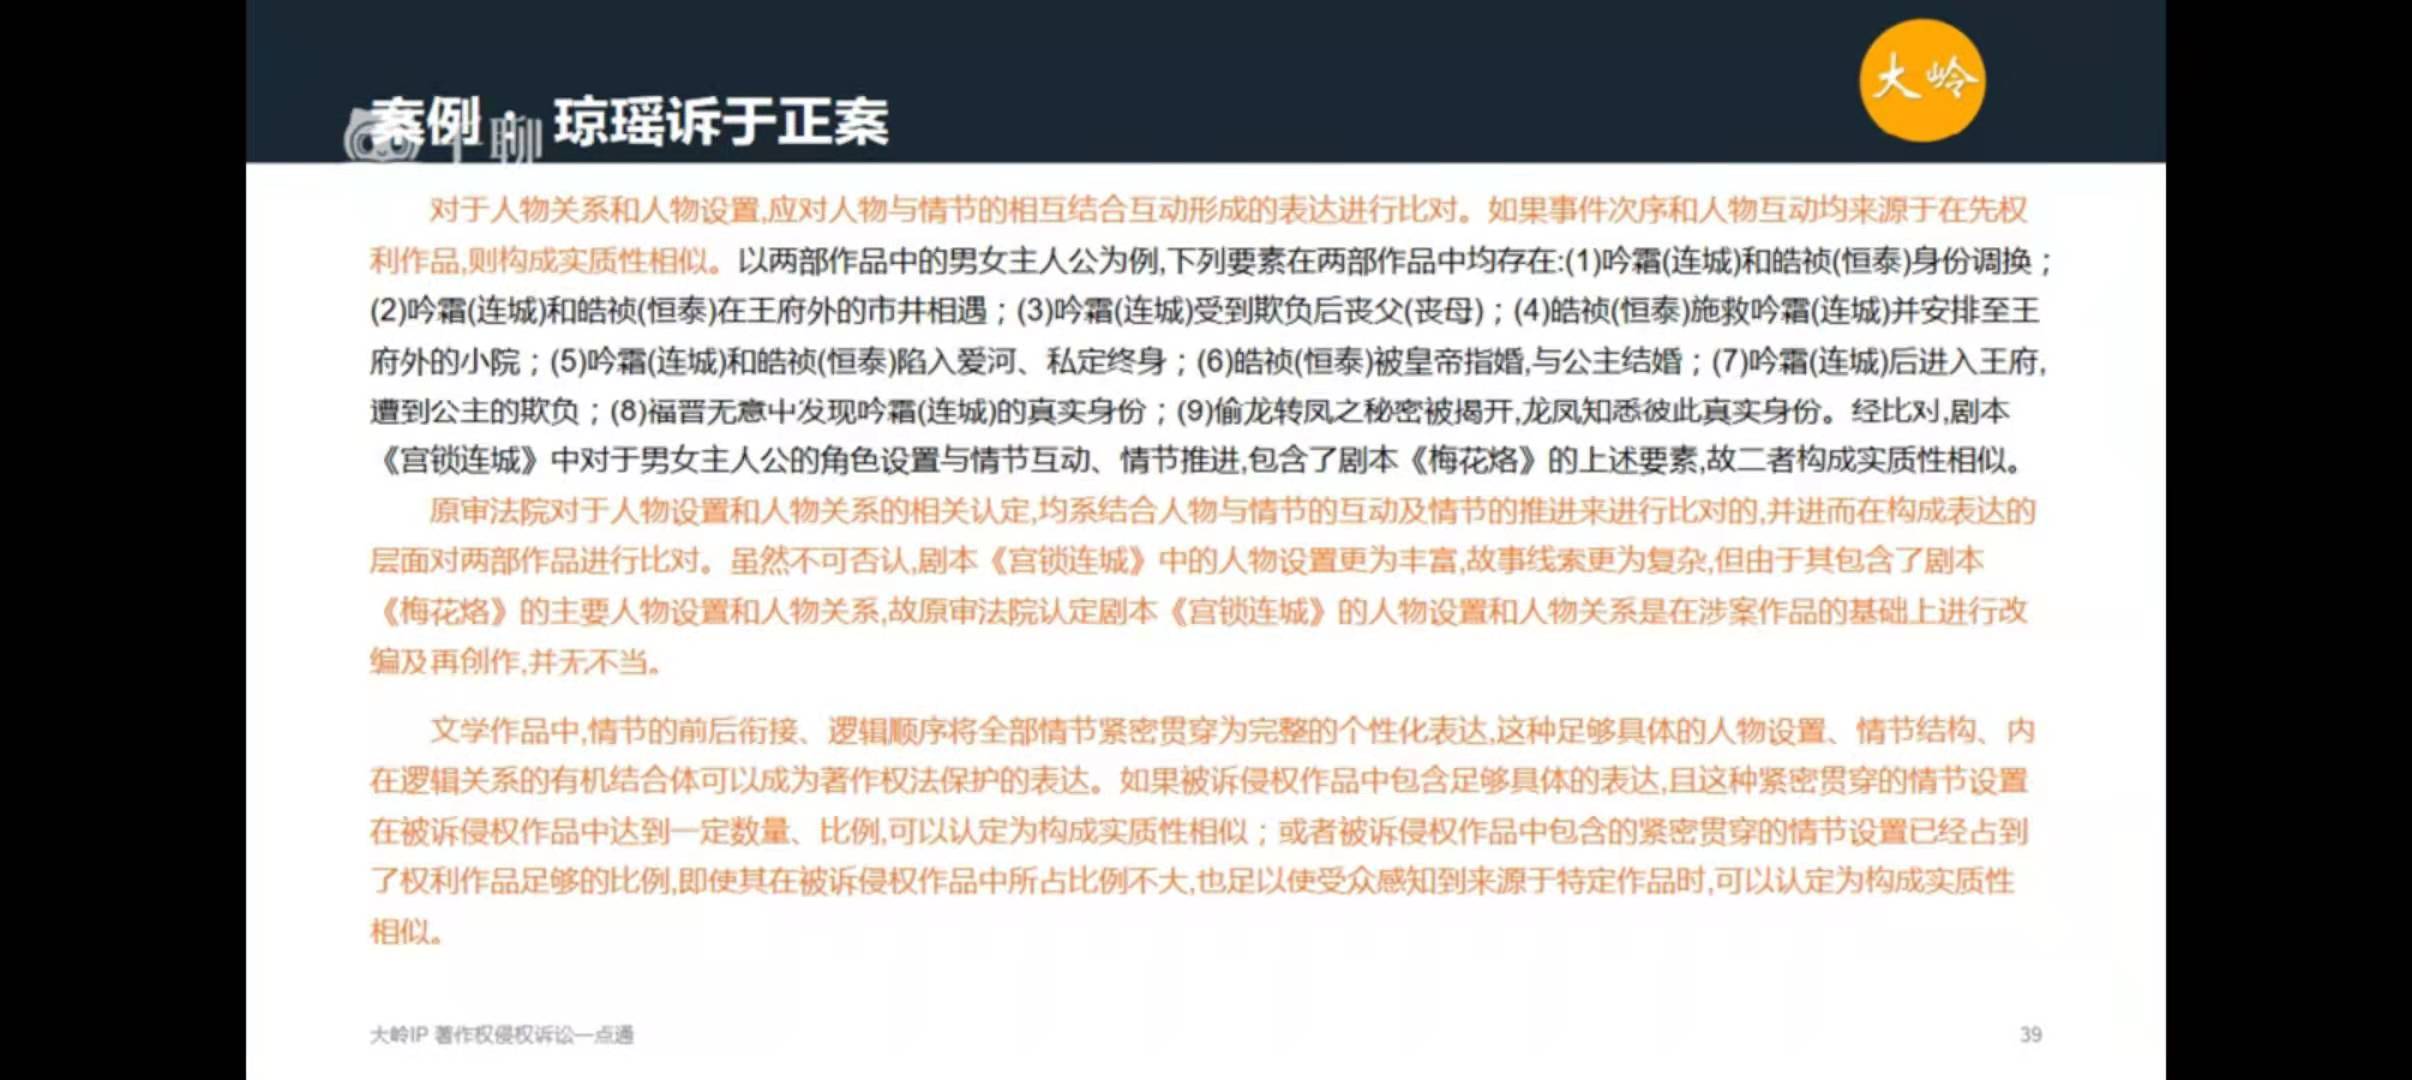 大岭
案例：琼瑶诉于正案
千聊
对于人物关系和人物设置,应对人物与情节的相互结合互动形成的表达进行比对。如果事件次序和人物互动均来源于在先权
利作品,则构成实质性相似。以两部作品中的男女主人公为例,下列要素在两部作品中均存在:(1)吟霜(连城)和皓祯(恒泰)身份调换；
(2)吟霜(连城)和皓祯(恒泰)在王府外的市井相遇；(3)吟霜(连城)受到欺负后丧父(丧母)；(4)皓祯(恒泰)施救吟霜(连城)并安排至王
府外的小院；(5)吟霜(连城)和皓祯(恒泰)陷入爱河、私定终身；(6)皓祯(恒泰)被皇帝指婚,与公主结婚；(7)吟霜(连城)后进入王府,
遭到公主的欺负；(8)福晋无意中发现吟霜(连城)的真实身份；(9)偷龙转凤之秘密被揭开,龙凤知悉彼此真实身份。经比对,剧本
《宫锁连城》中对于男女主人公的角色设置与情节互动、情节推进,包含了剧本《梅花烙》的上述要素,故二者构成实质性相似。
原审法院对于人物设置和人物关系的相关认定,均系结合人物与情节的互动及情节的推进来进行比对的,并进而在构成表达的
层面对两部作品进行比对。虽然不可否认,剧本《宫锁连城》中的人物设置更为丰富,故事线索更为复杂,但由于其包含了剧本
《梅花烙》的主要人物设置和人物关系,故原审法院认定剧本《宫锁连城》的人物设置和人物关系是在涉案作品的基础上进行改
编及再创作,并无不当。
文学作品中,情节的前后衔接、逻辑顺序将全部情节紧密贯穿为完整的个性化表达,这种足够具体的人物设置、情节结构、内
在逻辑关系的有机结合体可以成为著作权法保护的表达。如果被诉侵权作品中包含足够具体的表达,且这种紧密贯穿的情节设置
在被诉侵权作品中达到一定数量、比例,可以认定为构成实质性相似；或者被诉侵权作品中包含的紧密贯穿的情节设置已经占到
了权利作品足够的比例,即使其在被诉侵权作品中所占比例不大,也足以使受众感知到来源于特定作品时,可以认定为构成实质性
相似。
大岭IP 著作权侵权诉讼一点通
39